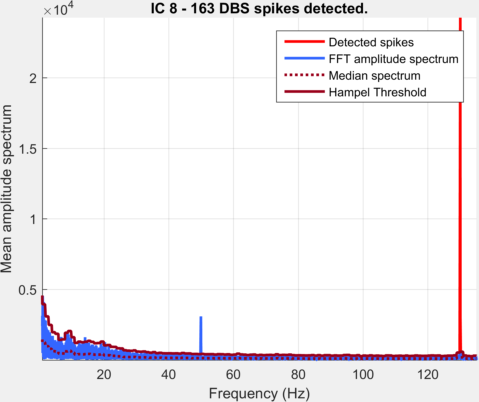 IC 8 - 163 DBS spikes detected.
×10^4
Detected spikes
FFT amplitude spectrum
Median spectrum
Hampel Threshold
Mean amplitude spectrum
2
1.5
1
0.5
20 40 60 80 100 120
Frequency (Hz)